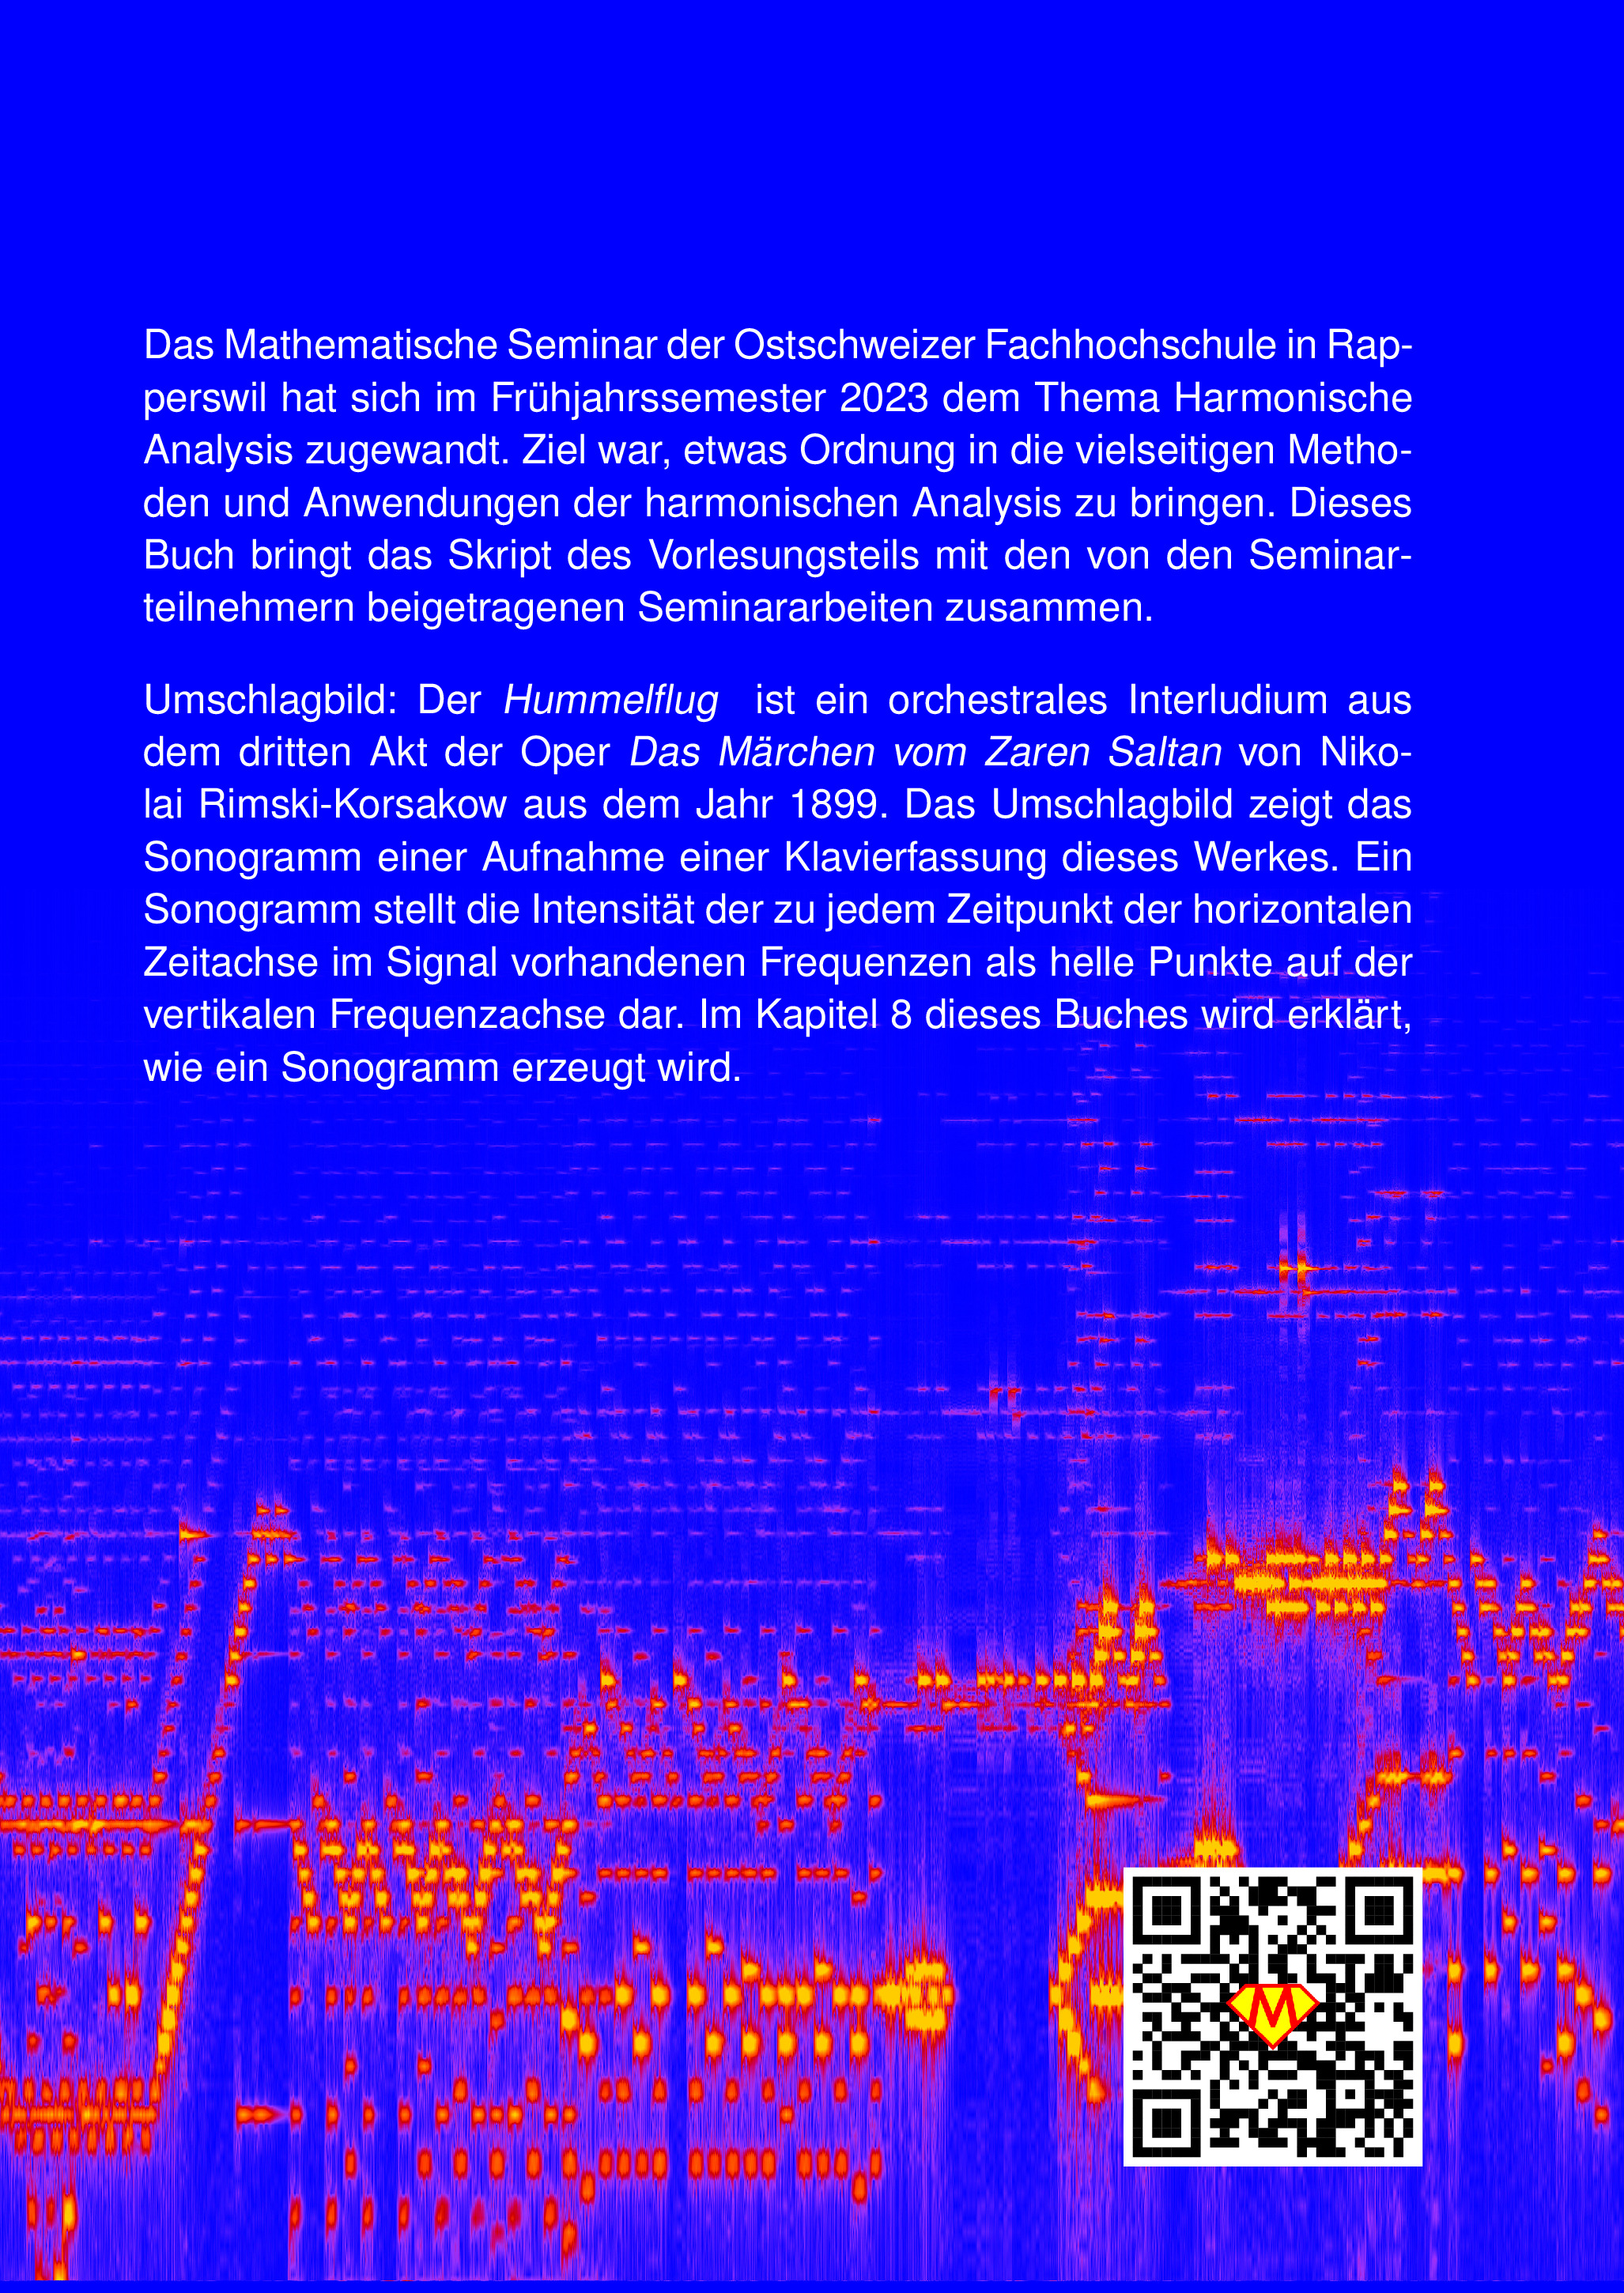 Das Mathematische Seminar der Ostschweizer Fachhochschule in Rap-
perswil hat sich im Frühjahrssemester 2023 dem Thema Harmonische
Analysis zugewandt. Ziel war, etwas Ordnung in die vielseitigen Metho-
den und Anwendungen der harmonischen Analysis zu bringen. Dieses
Buch bringt das Skript des Vorlesungsteils mit den von den Seminar-
teilnehmern beigetragenen Seminararbeiten zusammen.
Umschlagbild: Der Hummelflug ist ein orchestrales Interludium aus
dem dritten Akt der Oper Das Märchen vom Zaren Saltan von Niko-
lai Rimski-Korsakow aus dem Jahr 1899. Das Umschlagbild zeigt das
Sonogramm einer Aufnahme einer Klavierfassung dieses Werkes. Ein
Sonogramm stellt die Intensität der zu jedem Zeitpunkt der horizontalen
Zeitachse im Signal vorhandenen Frequenzen als helle Punkte auf der
vertikalen Frequenzachse dar. Im Kapitel 8 dieses Buches wird erklärt,
wie ein Sonogramm erzeugt wird.
M